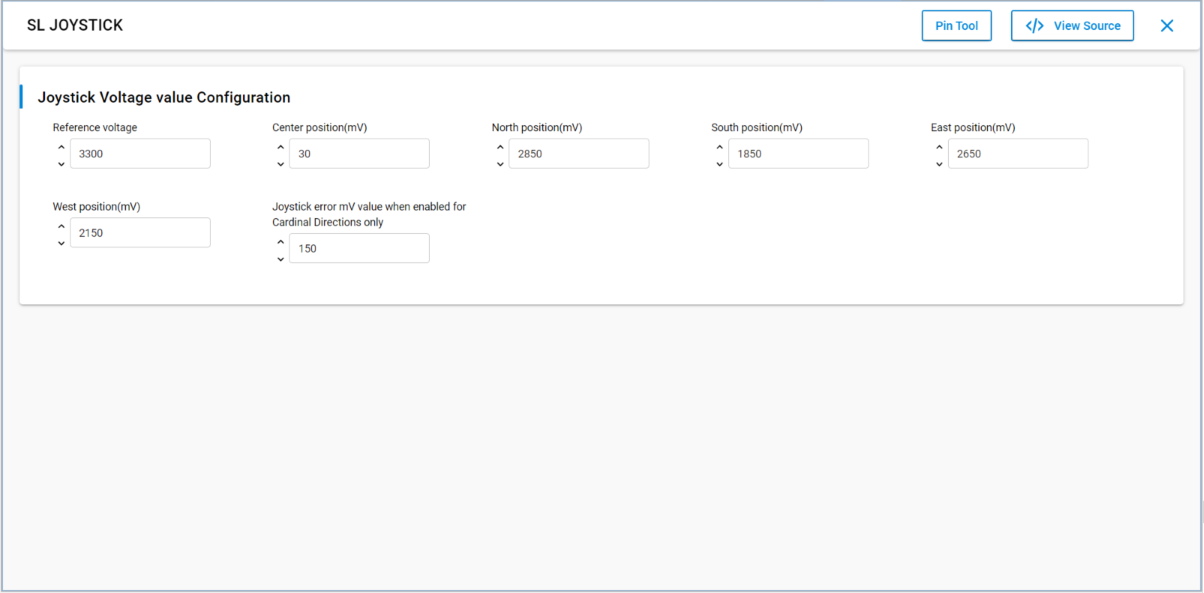 SL JOYSTICK
Pin Tool
</> View Source
Joystick Voltage value Configuration
Reference voltage
3300
Center position(mV)
30
North position(mV)
2850
South position(mV)
1850
East position(mV)
2650
West position(mV)
2150
Joystick error mV value when enabled for
Cardinal Directions only
150